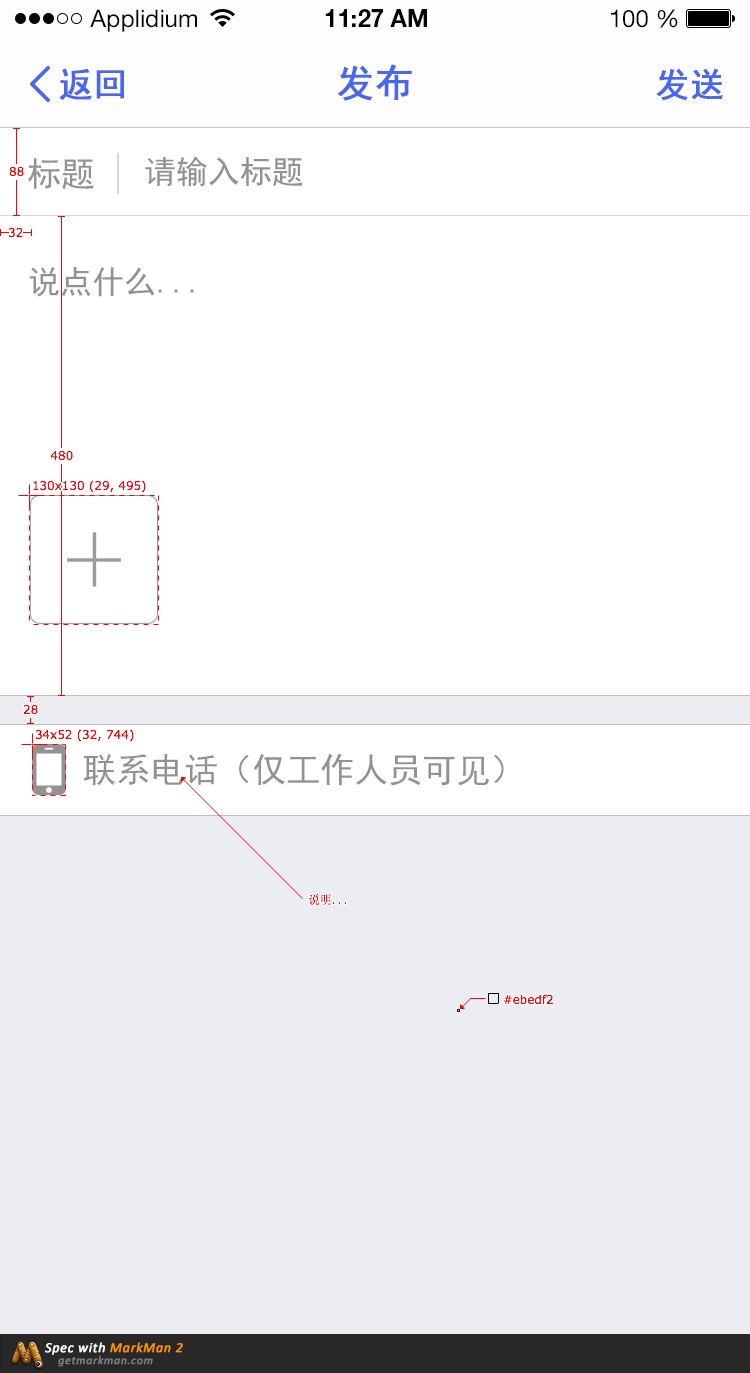 Applidium 11:27 AM 100 %
返回 发布 发送
88
标题 请输入标题
32
说点什么...
480
130x130 (29, 495)
28
34x52 (32, 744)
联系电话（仅工作人员可见）
说明...
#ebedf2
Spec with MarkMan 2
getmarkman.com